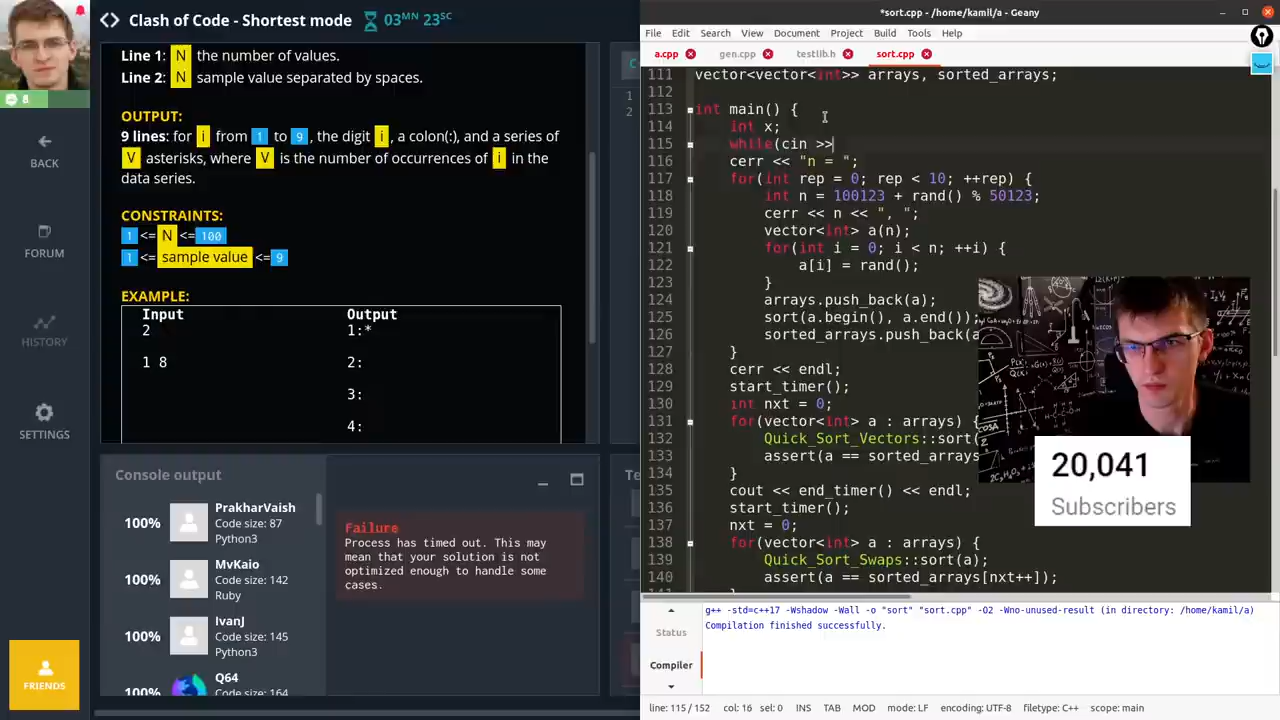 Clash of Code - Shortest mode
03MN 23SC
Line 1: N the number of values.
Line 2: N sample value separated by spaces.
OUTPUT:
9 lines: for i from 1 to 9, the digit i, a colon(:), and a series of
V asterisks, where V is the number of occurrences of i in the
data series.
CONSTRAINTS:
1 <= N <=100
1 <= sample value <=9
EXAMPLE:
Input Output
2 1:*
1 8 2:
3:
4:
BACK
FORUM
HISTORY
SETTINGS
FRIENDS
Console output
100% PrakharVaish
Code size: 87
Python3
100% MvKaio
Code size: 142
Ruby
100% IvanJ
Code size: 145
Python3
100% Q64
Code size: 164
Failure
Process has timed out. This may
mean that your solution is not
optimized enough to handle some
cases.
1
2
*sort.cpp - /home/kamil/a - Geany
File Edit Search View Document Project Build Tools Help
a.cpp gen.cpp testlib.h sort.cpp
111 vector<vector<int>> arrays, sorted_arrays;
112
113 int main() {
114 int x;
115 while(cin >>
116 cerr << "n = ";
117 for(int rep = 0; rep < 10; ++rep) {
118 int n = 100123 + rand() % 50123;
119 cerr << n << ", ";
120 vector<int> a(n);
121 for(int i = 0; i < n; ++i) {
122 a[i] = rand();
123 }
124 arrays.push_back(a);
125 sort(a.begin(), a.end());
126 sorted_arrays.push_back(a
127 }
128 cerr << endl;
129 start_timer();
130 int nxt = 0;
131 for(vector<int> a : arrays) {
132 Quick_Sort_Vectors::sort(
133 assert(a == sorted_arrays
134 }
135 cout << end_timer() << endl;
136 start_timer();
137 nxt = 0;
138 for(vector<int> a : arrays) {
139 Quick_Sort_Swaps::sort(a);
140 assert(a == sorted_arrays[nxt++]);
20,041
Subscribers
Status
Compiler
g++ -std=c++17 -Wshadow -Wall -o "sort" "sort.cpp" -O2 -Wno-unused-result (in directory: /home/kamil/a)
Compilation finished successfully.
line: 115 / 152 col: 16 sel: 0 INS TAB MOD mode: LF encoding: UTF-8 filetype: C++ scope: main